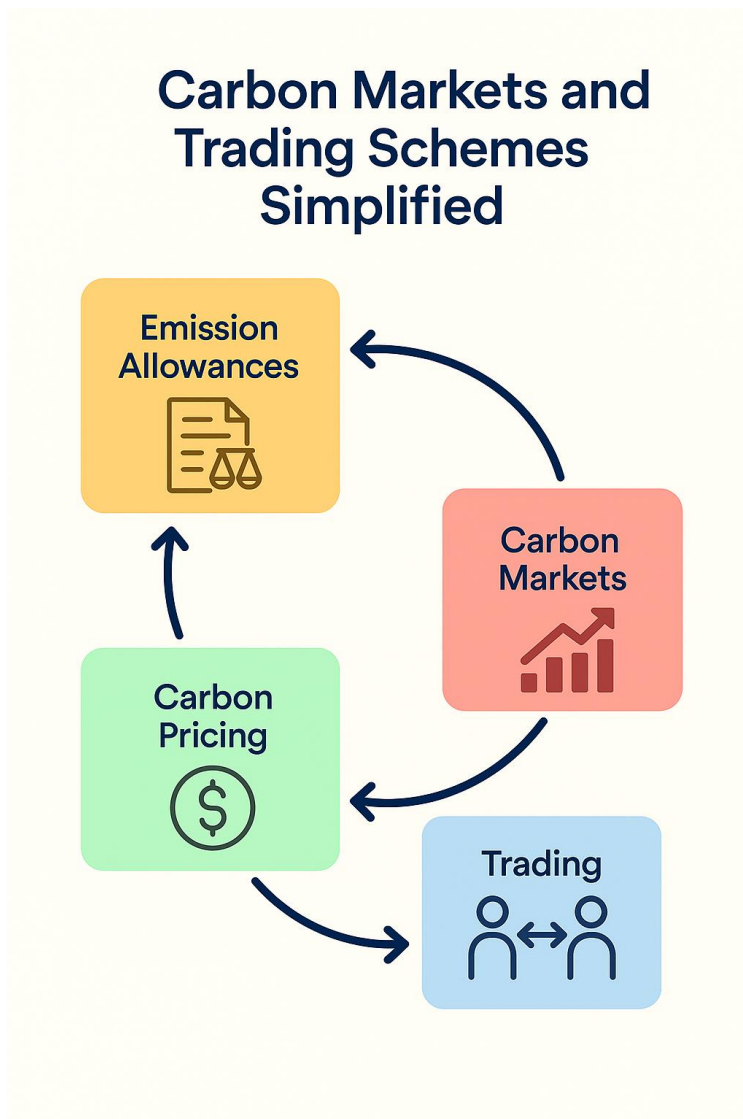 Carbon Markets and
Trading Schemes
Simplified
Emission
Allowances
Carbon
Markets
Carbon
Pricing
$
Trading